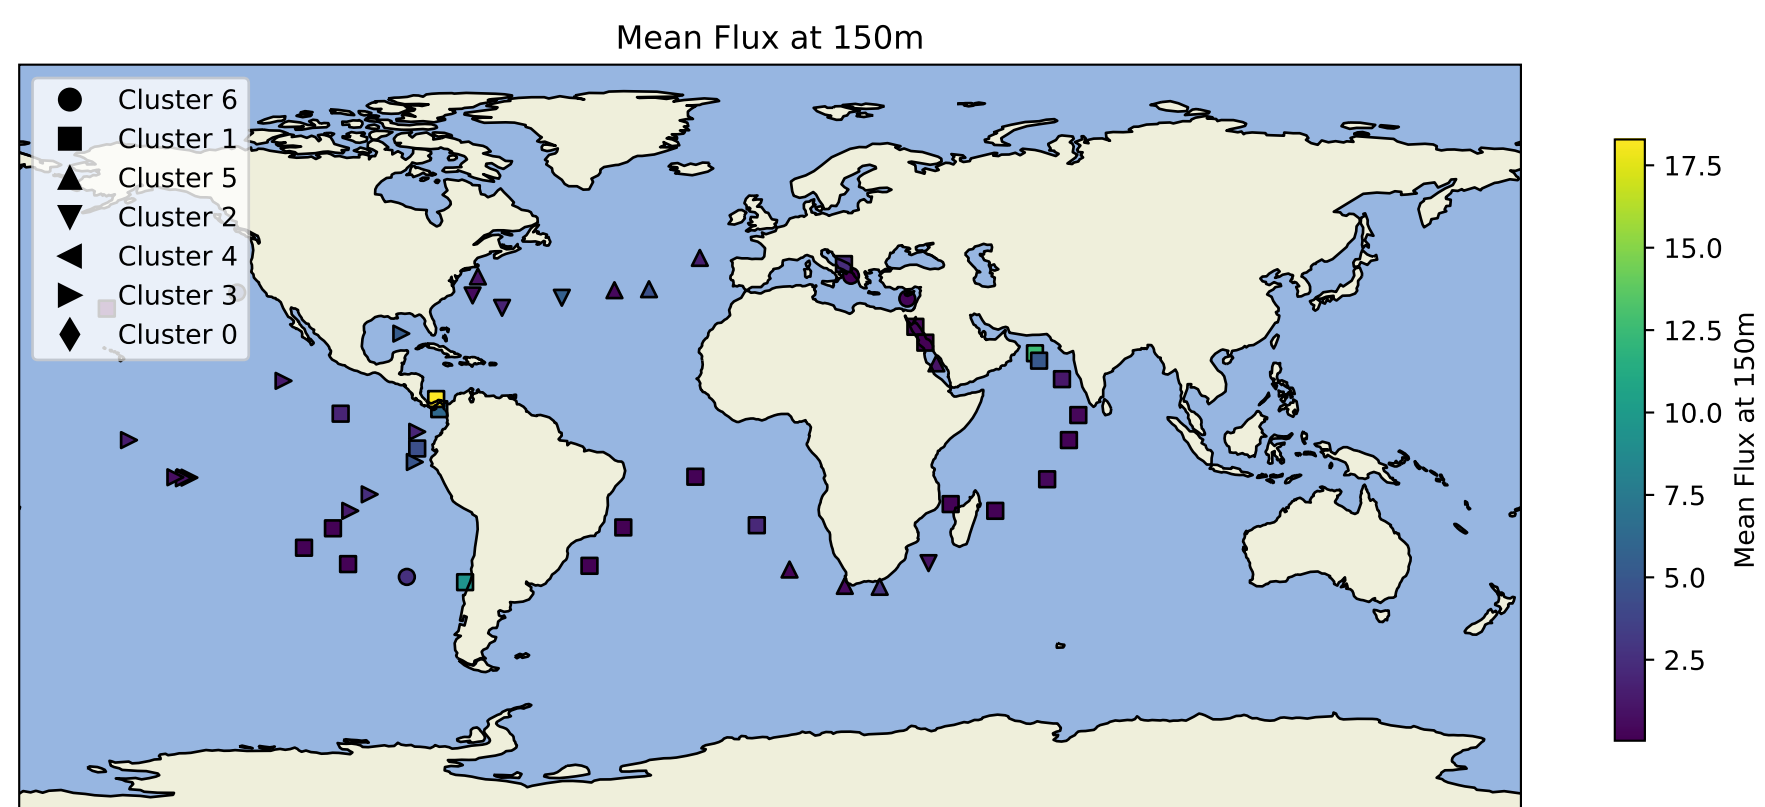 Mean Flux at 150m
Cluster 6
Cluster 1
Cluster 5
Cluster 2
Cluster 4
Cluster 3
Cluster 0
17.5
15.0
12.5
10.0
7.5
5.0
2.5
Mean Flux at 150m